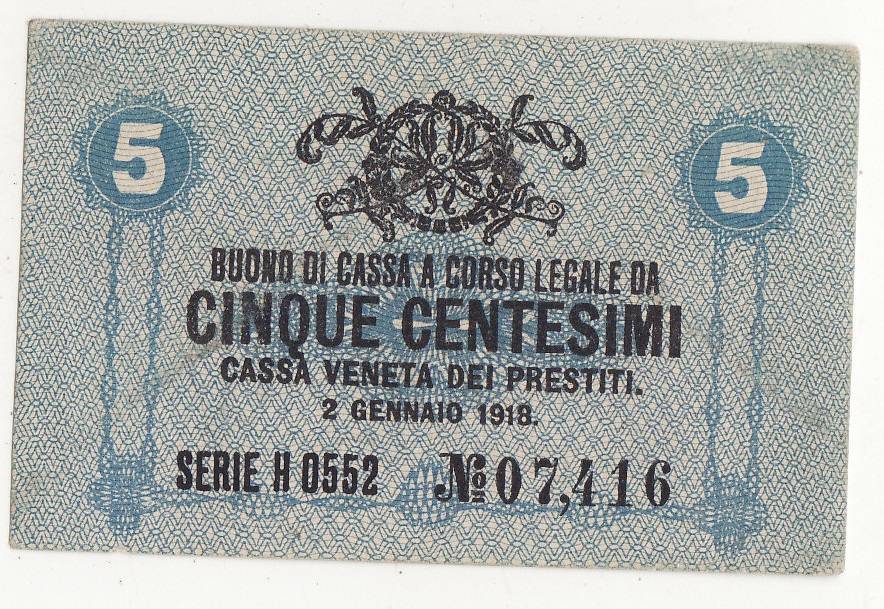 5 5
BUONO DI CASSA A CORSO LEGALE DA
CINQUE CENTESIMI
CASSA VENETA DEI PRESTITI.
2 GENNAIO 1918.
SERIE H 0552 No 07,416